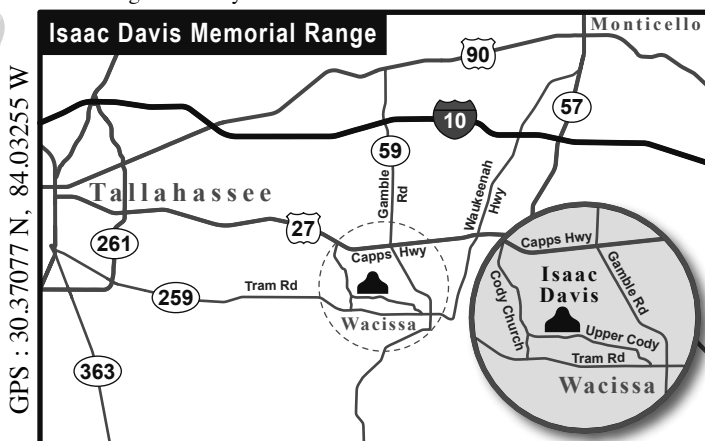 Isaac Davis Memorial Range
Monticello
90
10
57
59
Gamble
Rd
Waukeenah
Hwy
Tallahassee
27
Capps Hwy
261
259
Tram Rd
Wacissa
363
Capps Hwy
Gamble Rd
Isaac
Davis
Cody Church
Upper Cody
Tram Rd
Wacissa
GPS : 30.37077 N, 84.03255 W